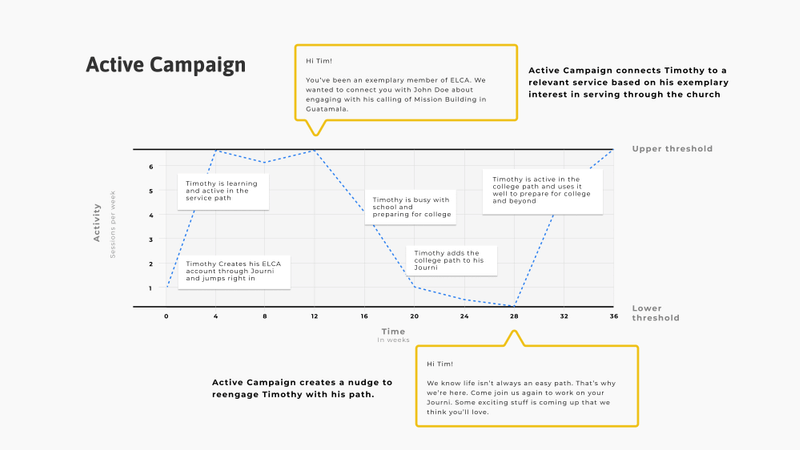 Active Campaign
Hi Tim!
You've been an exemplary member of ELCA. We
wanted to connect you with John Doe about
engaging with his calling of Mission Building in
Guatamala.
Active Campaign connects Timothy to a
relevant service based on his exemplary
interest in serving through the church
Upper threshold
Activity
Sessions per week
6
5
4
3
2
1
Timothy is learning
and active in the
service path
Timothy Creates his ELCA
account through Journi
and jumps right in
Timothy is busy with
school and
preparing for college
Timothy adds the
college path to his
Journi
Timothy is active in the
college path and uses it
well to prepare for college
and beyond
Lower
threshold
0 4 8 12 16 20 24 28 32 36
Time
In weeks
Active Campaign creates a nudge to
reengage Timothy with his path.
Hi Tim!
We know life isn't always an easy path. That's why
we're here. Come join us again to work on your
Journi. Some exciting stuff is coming up that we
think you'll love.